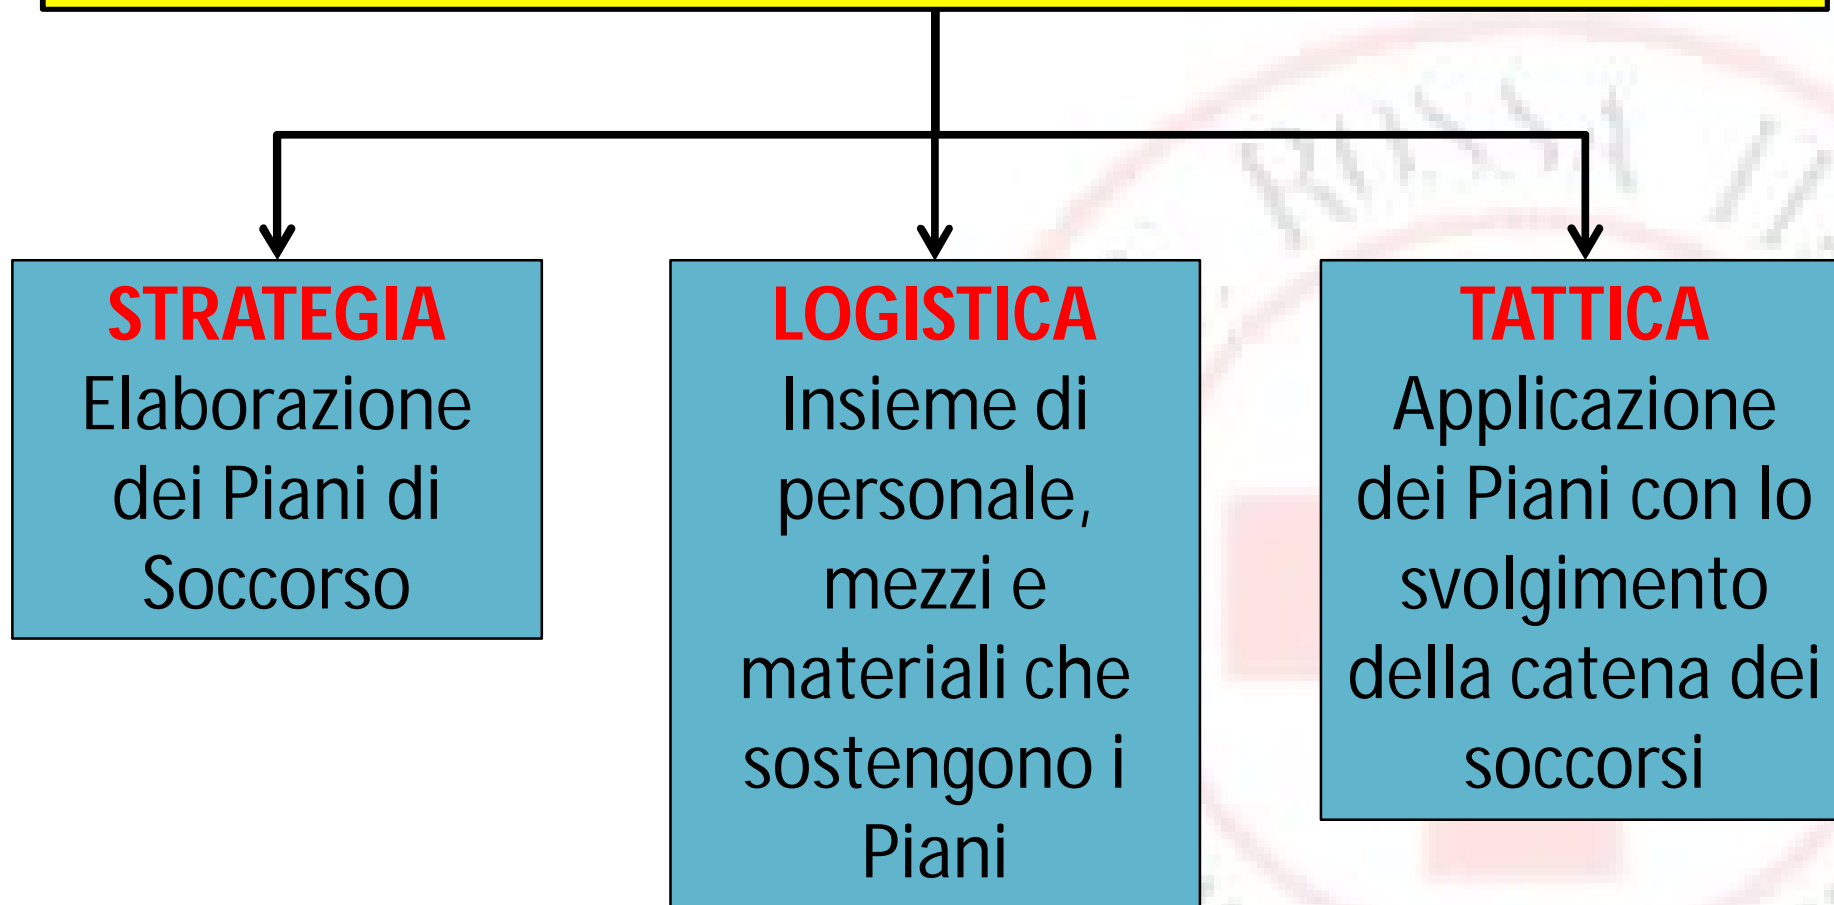 STRATEGIA
Elaborazione
dei Piani di
Soccorso
LOGISTICA
Insieme di
personale,
mezzi e
materiali che
sostengono i
Piani
TATTICA
Applicazione
dei Piani con lo
svolgimento
della catena dei
soccorsi
ROSSA